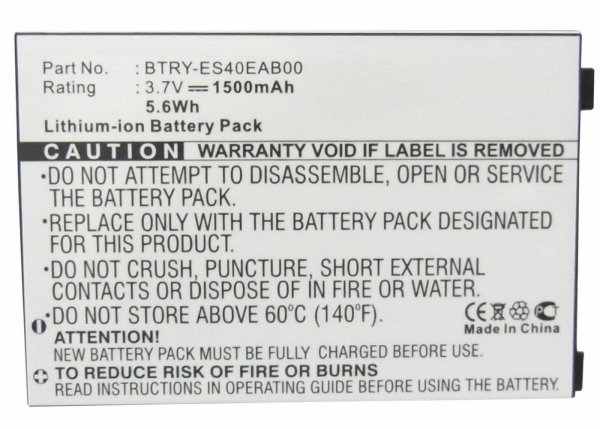 Part No. : BTRY-ES40EAB00
Rating : 3.7V 1500mAh
5.6Wh
Lithium-ion Battery Pack
CAUTION WARRANTY VOID IF LABEL IS REMOVED
•DO NOT ATTEMPT TO DISASSEMBLE, OPEN OR SERVICE
THE BATTERY PACK.
•REPLACE ONLY WITH THE BATTERY PACK DESIGNATED
FOR THIS EQUIPMENT.
•DO NOT CRUSH, PUNCTURE, SHORT EXTERNAL
CONTACTS OR DISPOSE OF IN FIRE OR WATER.
•DO NOT STORE ABOVE 60°C (140°F).
CE
Made In China
ATTENTION!
NEW BATTERY PACK MUST BE FULLY CHARGED BEFORE USE.
TO REDUCE RISK OF FIRE OR BURNS
READ INSTRUCTIONS IN OPERATING GUIDE BEFORE USE.